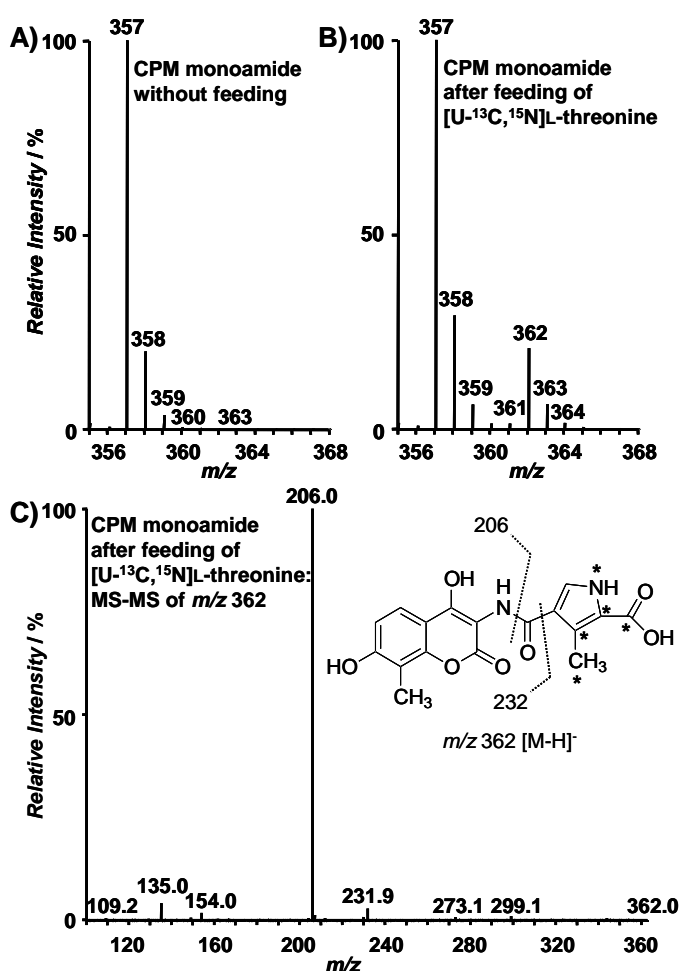 A)
357
100
CPM monoamide
without feeding
Relative Intensity / %
50
358
359
360
363
0
356
360
364
368
m/z
B)
357
100
CPM monoamide
after feeding of
[U-¹³C,¹⁵N]L-threonine
50
358
362
359
363
361
364
0
356
360
364
368
m/z
C)
206.0
100
CPM monoamide
after feeding of
[U-¹³C,¹⁵N]L-threonine:
MS-MS of m/z 362
Relative Intensity / %
50
206
OH
H
N
O
*
NH
*
O
*
OH
*
CH₃
*
HO
O
O
CH₃
232
m/z 362 [M-H]⁻
109.2
135.0
154.0
231.9
273.1
299.1
362.0
0
120
160
200
240
280
320
360
m/z